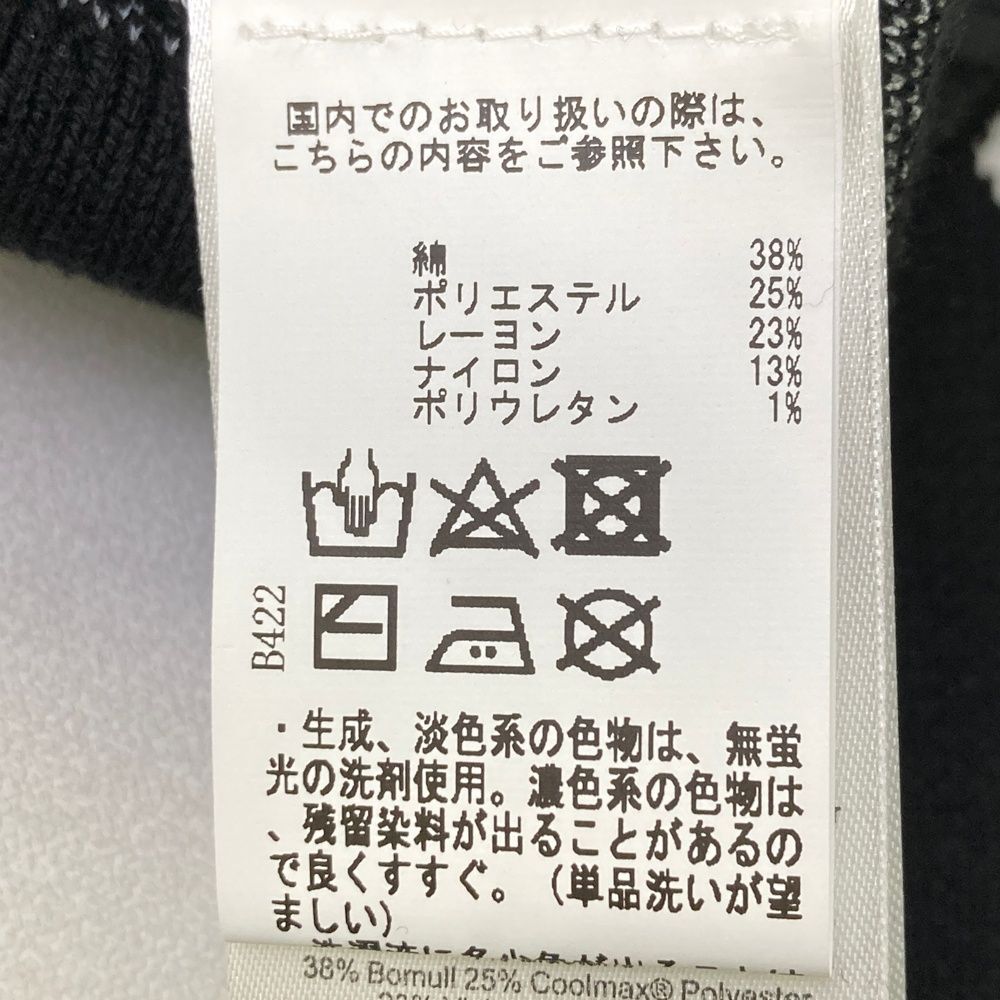 国内でのお取り扱いの際は、
こちらの内容をご参照下さい。
綿 38%
ポリエステル 25%
レーヨン 23%
ナイロン 13%
ポリウレタン 1%
B422
・生成、淡色系の色物は、無蛍
光の洗剤使用。濃色系の色物は
、残留染料が出ることがあるの
で良くすすぐ。（単品洗いが望
ましい）
38% Bomull 25% Coolmax® Polyester